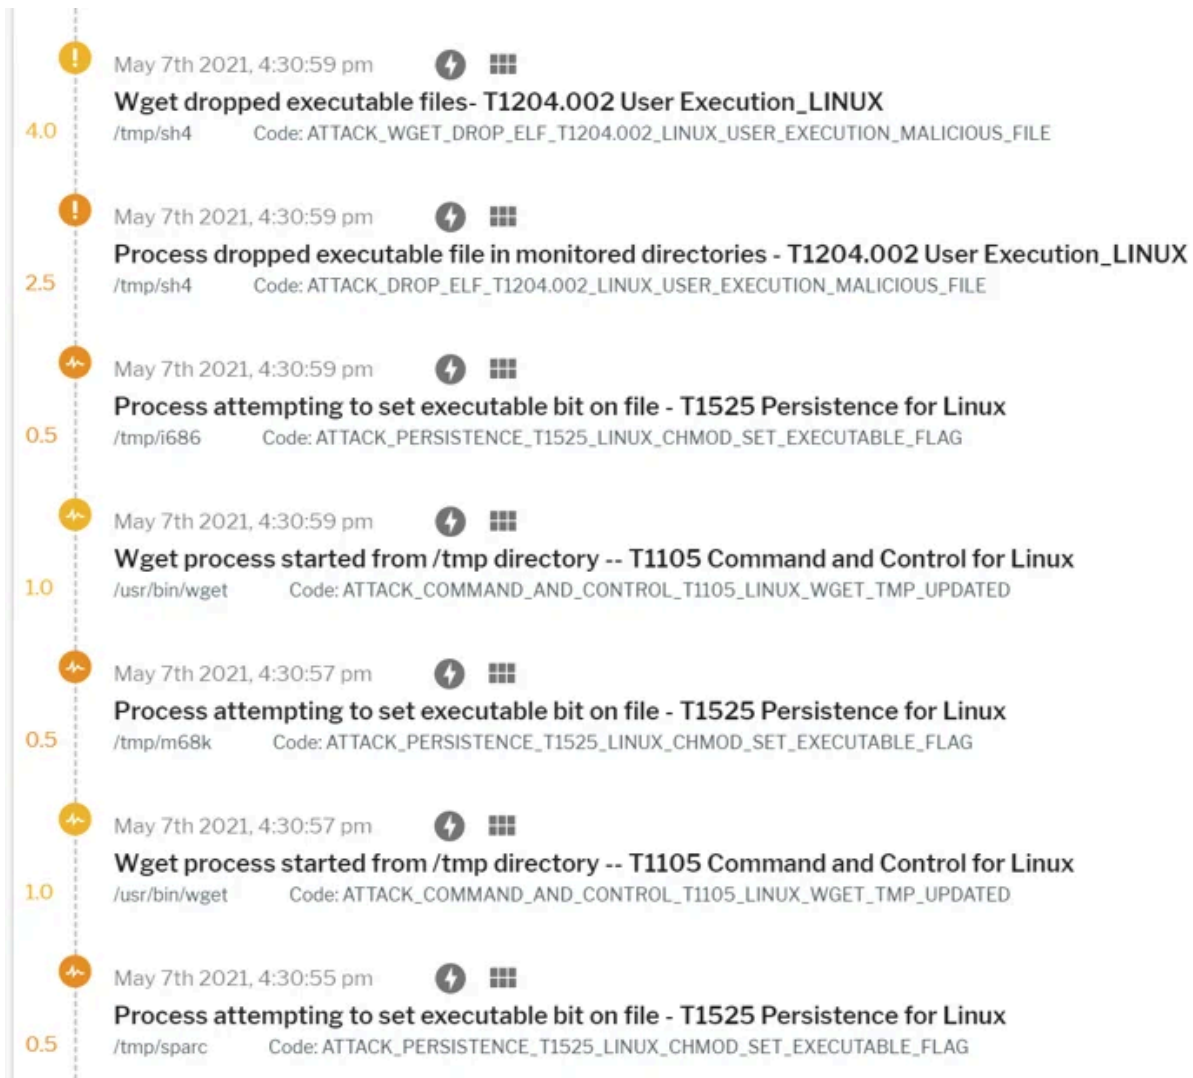 May 7th 2021, 4:30:59 pm
Wget dropped executable files- T1204.002 User Execution_LINUX
4.0 /tmp/sh4 Code: ATTACK_WGET_DROP_ELF_T1204.002_LINUX_USER_EXECUTION_MALICIOUS_FILE
May 7th 2021, 4:30:59 pm
Process dropped executable file in monitored directories - T1204.002 User Execution_LINUX
2.5 /tmp/sh4 Code: ATTACK_DROP_ELF_T1204.002_LINUX_USER_EXECUTION_MALICIOUS_FILE
May 7th 2021, 4:30:59 pm
Process attempting to set executable bit on file - T1525 Persistence for Linux
0.5 /tmp/i686 Code: ATTACK_PERSISTENCE_T1525_LINUX_CHMOD_SET_EXECUTABLE_FLAG
May 7th 2021, 4:30:59 pm
Wget process started from /tmp directory -- T1105 Command and Control for Linux
1.0 /usr/bin/wget Code: ATTACK_COMMAND_AND_CONTROL_T1105_LINUX_WGET_TMP_UPDATED
May 7th 2021, 4:30:57 pm
Process attempting to set executable bit on file - T1525 Persistence for Linux
0.5 /tmp/m68k Code: ATTACK_PERSISTENCE_T1525_LINUX_CHMOD_SET_EXECUTABLE_FLAG
May 7th 2021, 4:30:57 pm
Wget process started from /tmp directory -- T1105 Command and Control for Linux
1.0 /usr/bin/wget Code: ATTACK_COMMAND_AND_CONTROL_T1105_LINUX_WGET_TMP_UPDATED
May 7th 2021, 4:30:55 pm
Process attempting to set executable bit on file - T1525 Persistence for Linux
0.5 /tmp/sparc Code: ATTACK_PERSISTENCE_T1525_LINUX_CHMOD_SET_EXECUTABLE_FLAG